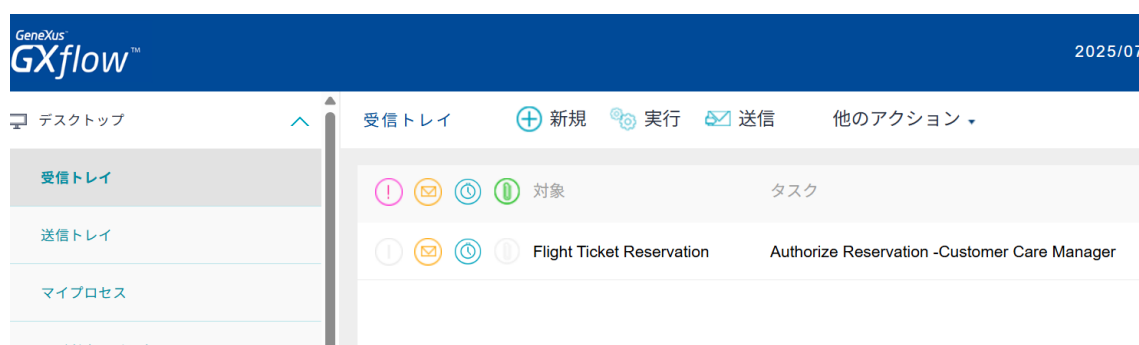 GeneXus™
GXflow™
2025/07
デスクトップ
受信トレイ 新規 実行 送信 他のアクション
受信トレイ
対象 タスク
送信トレイ
Flight Ticket Reservation Authorize Reservation -Customer Care Manager
マイプロセス